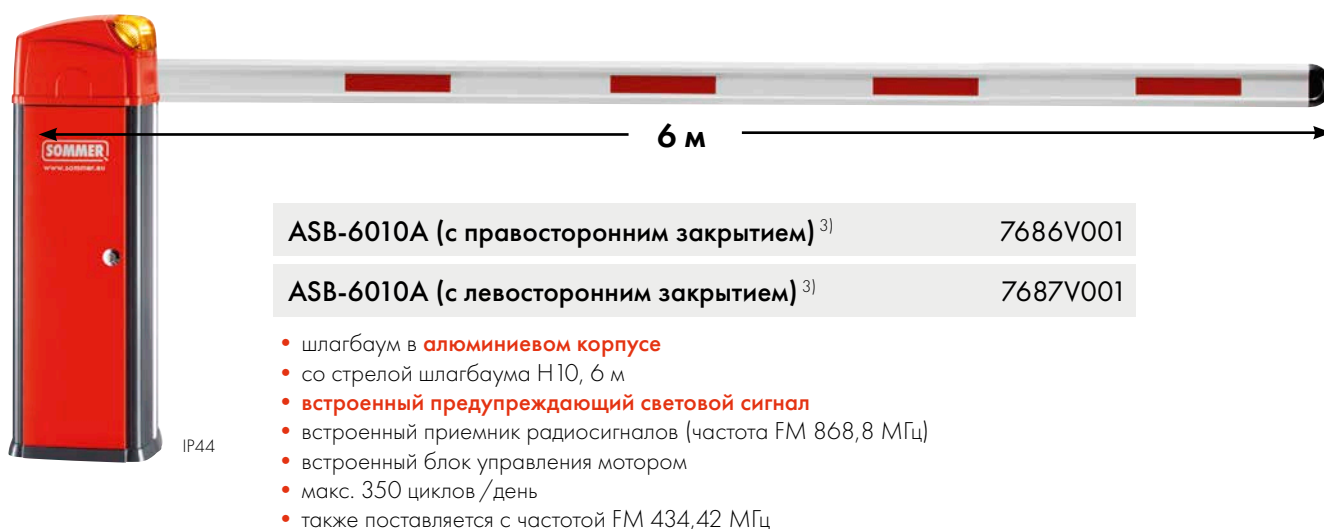 6 м
SOMMER
www.sommer.eu
ASB-6010A (с правосторонним закрытием) 3) 7686V001
ASB-6010A (с левосторонним закрытием) 3) 7687V001
• шлагбаум в алюминиевом корпусе
• со стрелой шлагбаума H10, 6 м
• встроенный предупреждающий световой сигнал
• встроенный приемник радиосигналов (частота FM 868,8 МГц)
IP44
• встроенный блок управления мотором
• макс. 350 циклов/день
• также поставляется с частотой FM 434,42 МГц